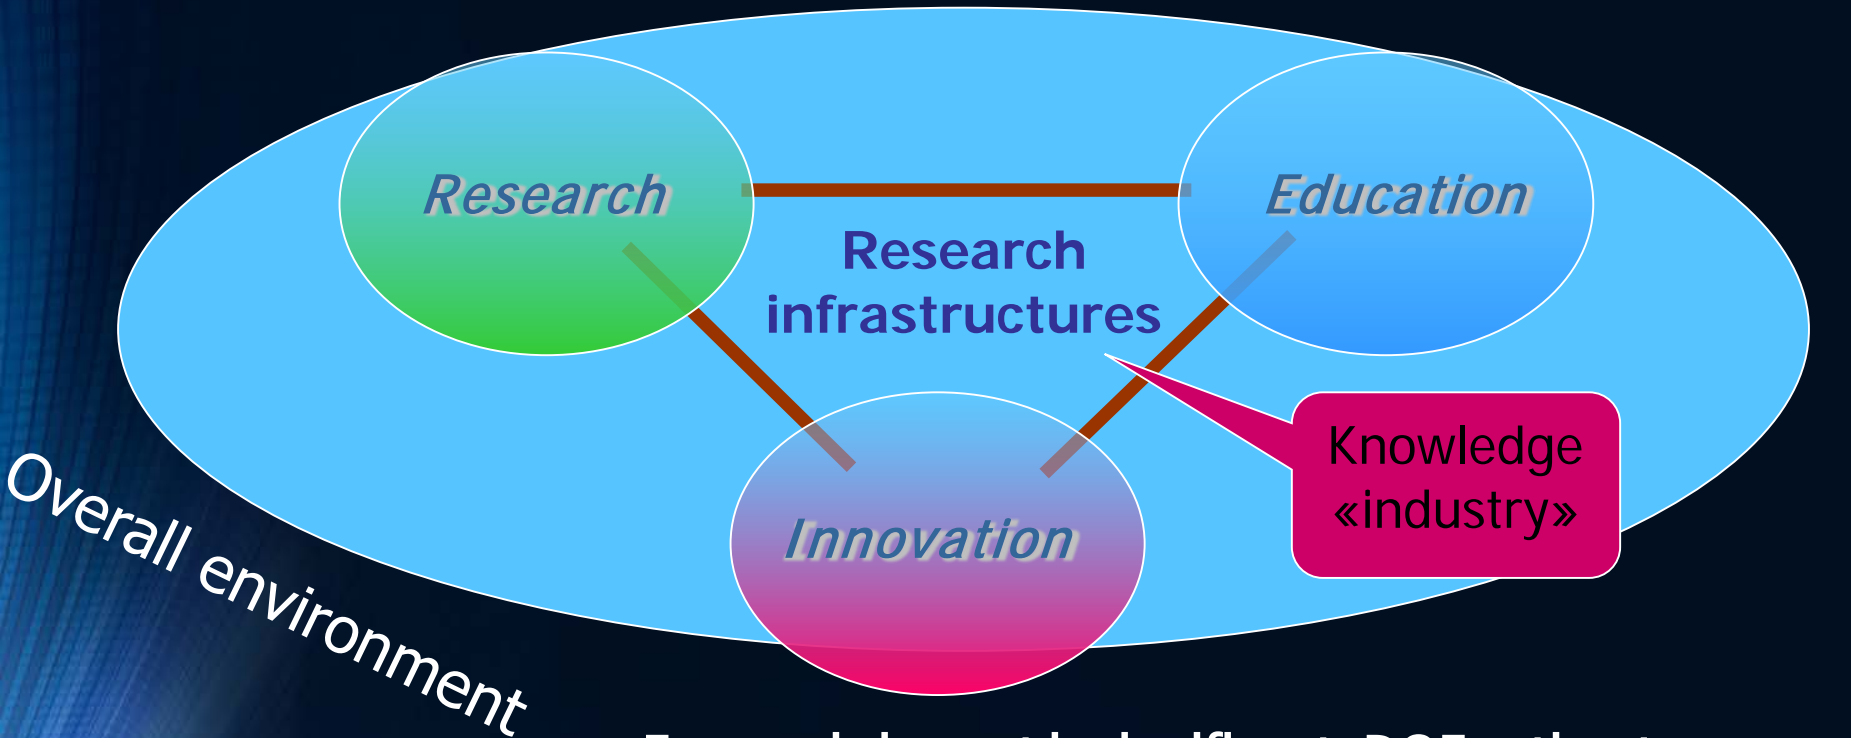 Research
Education
Research
infrastructures
Knowledge
«industry»
Innovation
Overall environment